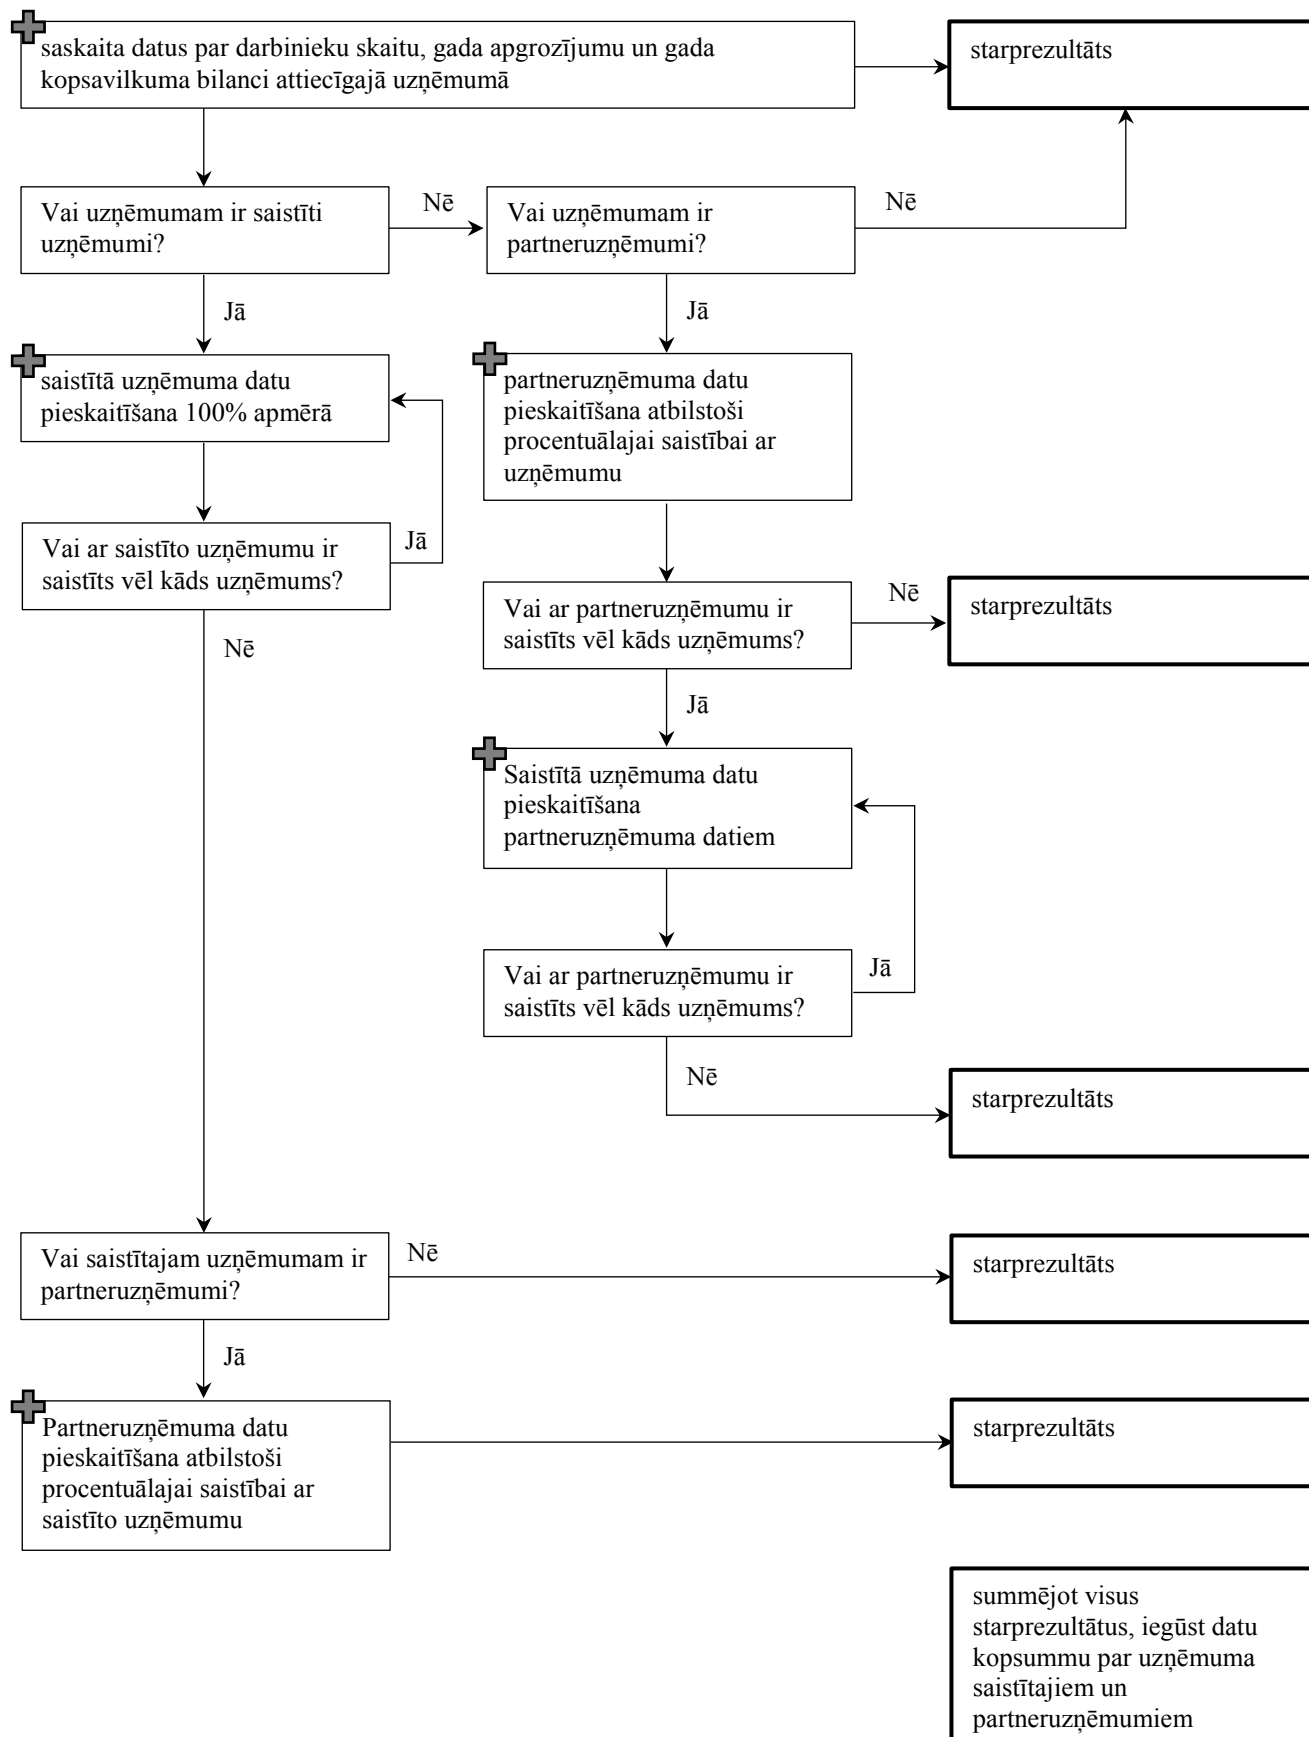 saskaita datus par darbinieku skaitu, gada apgrozījumu un gada
kopsavilkuma bilanci attiecīgajā uzņēmumā
starprezultāts
Vai uzņēmumam ir saistīti
uzņēmumi?
Nē
Vai uzņēmumam ir
partneruzņēmumi?
Nē
Jā
Jā
saistītā uzņēmuma datu
pieskaitīšana 100% apmērā
partneruzņēmuma datu
pieskaitīšana atbilstoši
procentuālajai saistībai ar
uzņēmumu
Vai ar saistīto uzņēmumu ir
saistīts vēl kāds uzņēmums?
Jā
Nē
Vai ar partneruzņēmumu ir
saistīts vēl kāds uzņēmums?
Nē
starprezultāts
Jā
Saistītā uzņēmuma datu
pieskaitīšana
partneruzņēmuma datiem
Vai ar partneruzņēmumu ir
saistīts vēl kāds uzņēmums?
Jā
Nē
starprezultāts
Vai saistītajam uzņēmumam ir
partneruzņēmumi?
Nē
starprezultāts
Jā
Partneruzņēmuma datu
pieskaitīšana atbilstoši
procentuālajai saistībai ar
saistīto uzņēmumu
starprezultāts
summējot visus
starprezultātus, iegūst datu
kopsummu par uzņēmuma
saistītajiem un
partneruzņēmumiem